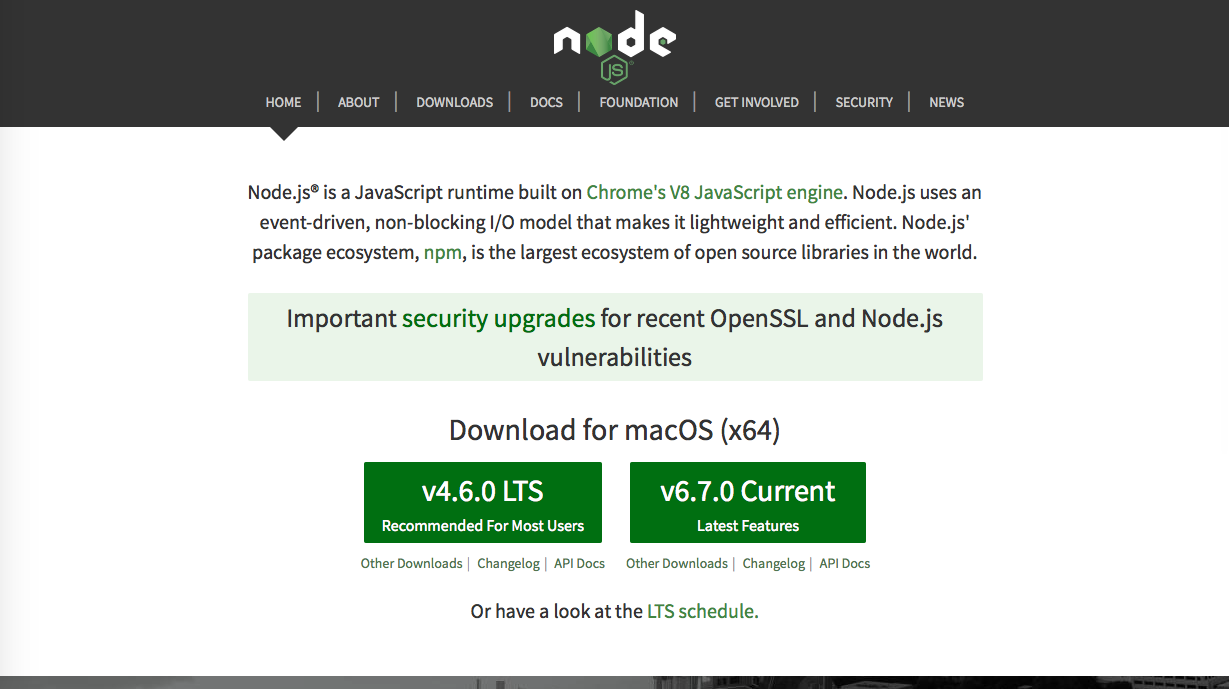 node
JS
HOME | ABOUT | DOWNLOADS | DOCS | FOUNDATION | GET INVOLVED | SECURITY | NEWS
Node.js® is a JavaScript runtime built on Chrome's V8 JavaScript engine. Node.js uses an
event-driven, non-blocking I/O model that makes it lightweight and efficient. Node.js'
package ecosystem, npm, is the largest ecosystem of open source libraries in the world.
Important security upgrades for recent OpenSSL and Node.js
vulnerabilities
Download for macOS (x64)
v4.6.0 LTS
Recommended For Most Users
v6.7.0 Current
Latest Features
Other Downloads | Changelog | API Docs
Other Downloads | Changelog | API Docs
Or have a look at the LTS schedule.